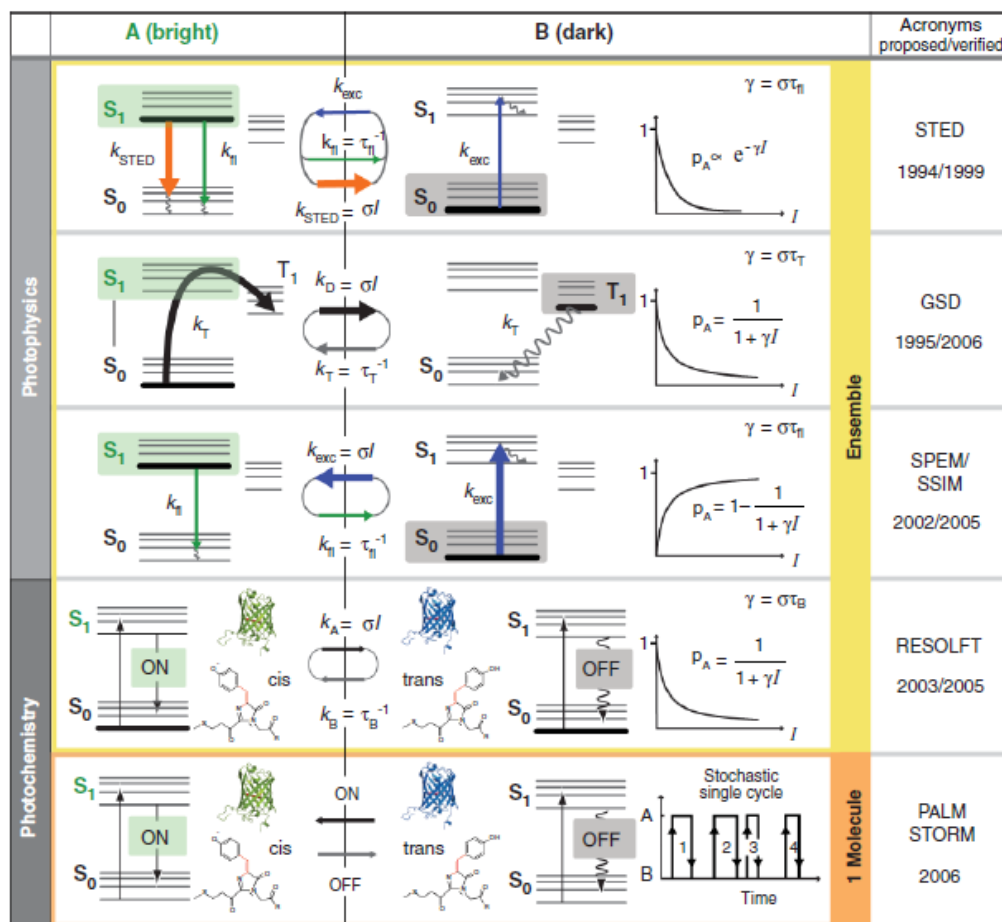 A (bright)
B (dark)
Acronyms
proposed/verified
Photophysics
S1
kSTED
kfl
S0
kexc
kfl = τfl⁻¹
kSTED = σI
S1
kexc
S0
γ = στfl
1
pA ∝ e^-γI
I
STED
1994/1999
S1
T1
kT
S0
kD = σI
kT = τT⁻¹
T1
kT
S0
γ = στT
1
pA = 1/(1 + γI)
I
GSD
1995/2006
S1
kfl
S0
kexc = σI
kfl = τfl⁻¹
S1
kexc
S0
γ = στfl
1
pA = 1 - 1/(1 + γI)
I
SPEM/
SSIM
2002/2005
Ensemble
Photochemistry
S1
ON
S0
cis
kA = σI
kB = τB⁻¹
trans
S1
OFF
S0
γ = στB
1
pA = 1/(1 + γI)
I
RESOLFT
2003/2005
S1
ON
S0
cis
ON
OFF
trans
S1
OFF
S0
Stochastic
single cycle
A
B
1 2 3 4
Time
1 Molecule
PALM
STORM
2006